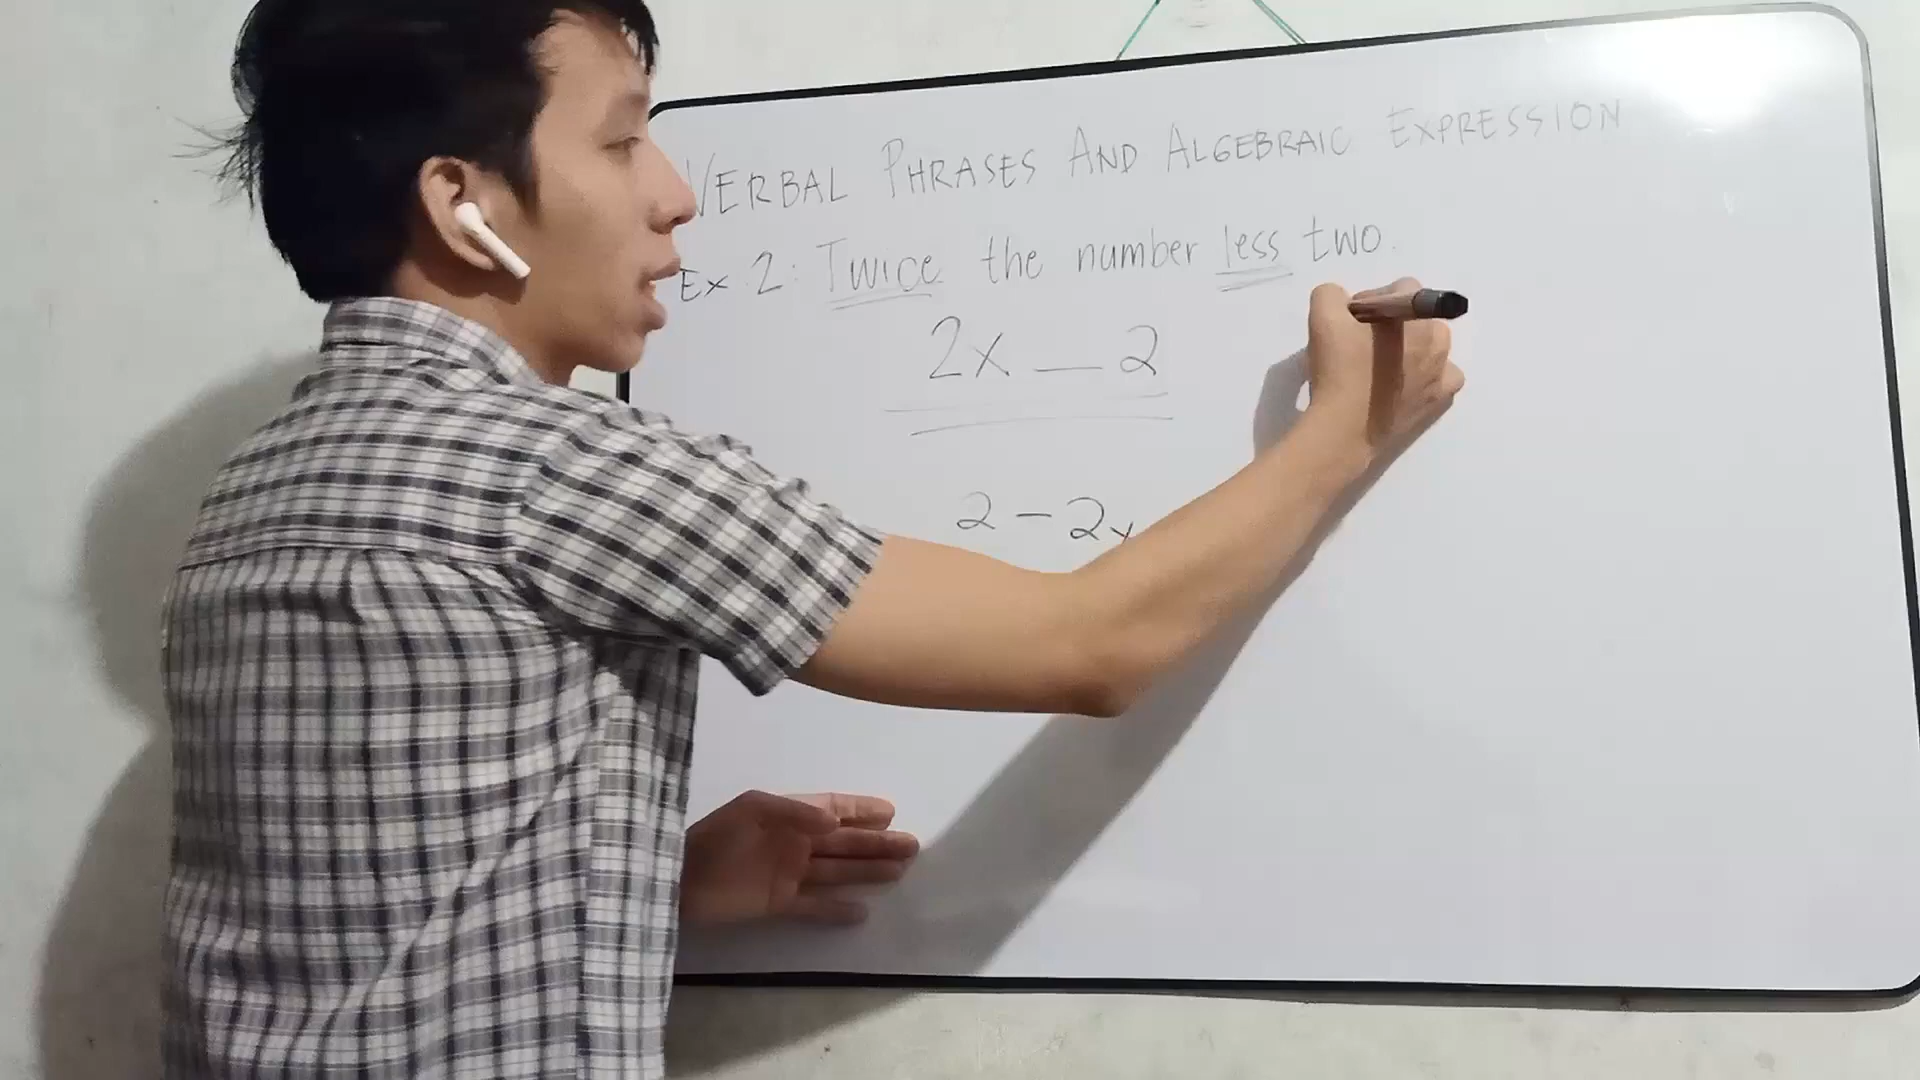 VERBAL PHRASES AND ALGEBRAIC EXPRESSION
Ex 2: Twice the number less two.
2x — 2
2 - 2x